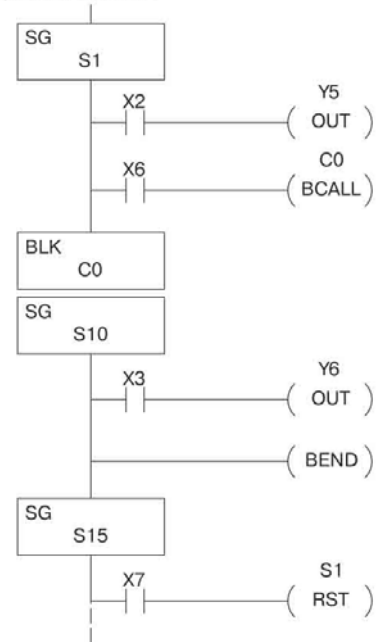 SG
S1
X2
Y5
OUT
X6
C0
BCALL
BLK
C0
SG
S10
X3
Y6
OUT
BEND
SG
S15
X7
S1
RST